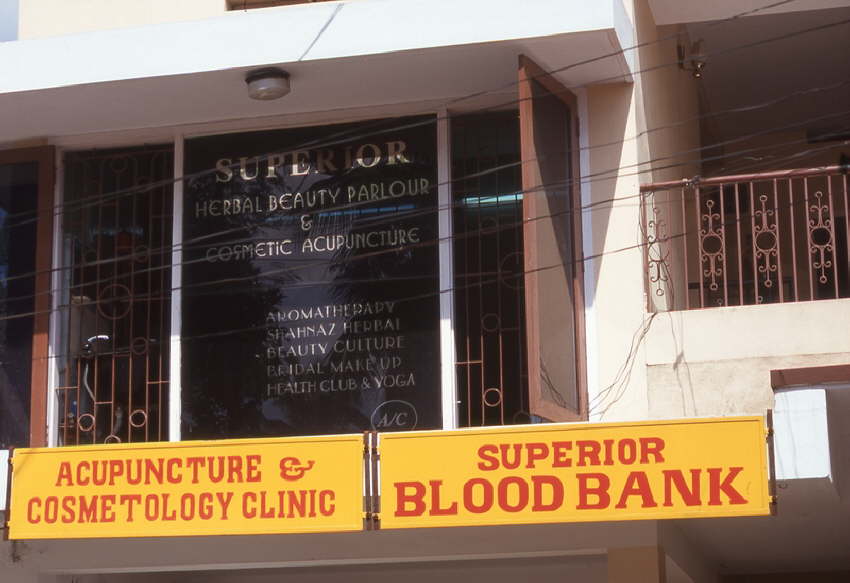 SUPERIOR
HERBAL BEAUTY PARLOUR
&
COSMETIC ACUPUNCTURE
AROMATHERAPY
SHAHNAZ HERBAL
BEAUTY CULTURE
BRIDAL MAKE UP
HEALTH CLUB & YOGA
A/C
ACUPUNCTURE &
COSMETOLOGY CLINIC
SUPERIOR
BLOOD BANK